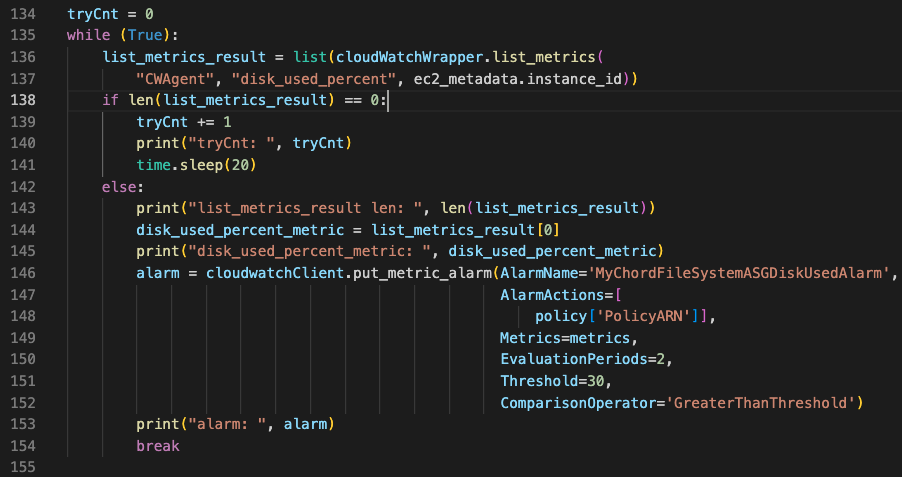 134 tryCnt = 0
135 while (True):
136 list_metrics_result = list(cloudWatchWrapper.list_metrics(
137 "CWAgent", "disk_used_percent", ec2_metadata.instance_id))
138 if len(list_metrics_result) == 0:
139 tryCnt += 1
140 print("tryCnt: ", tryCnt)
141 time.sleep(20)
142 else:
143 print("list_metrics_result len: ", len(list_metrics_result))
144 disk_used_percent_metric = list_metrics_result[0]
145 print("disk_used_percent_metric: ", disk_used_percent_metric)
146 alarm = cloudwatchClient.put_metric_alarm(AlarmName='MyChordFileSystemASGDiskUsedAlarm',
147 AlarmActions=[
148 policy['PolicyARN']],
149 Metrics=metrics,
150 EvaluationPeriods=2,
151 Threshold=30,
152 ComparisonOperator='GreaterThanThreshold')
153 print("alarm: ", alarm)
154 break
155